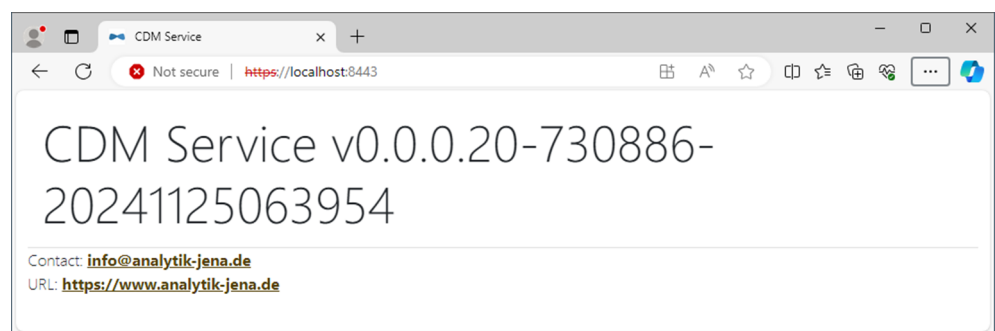 CDM Service
Not secure | https://localhost:8443
CDM Service v0.0.0.20-730886-
20241125063954
Contact: info@analytik-jena.de
URL: https://www.analytik-jena.de